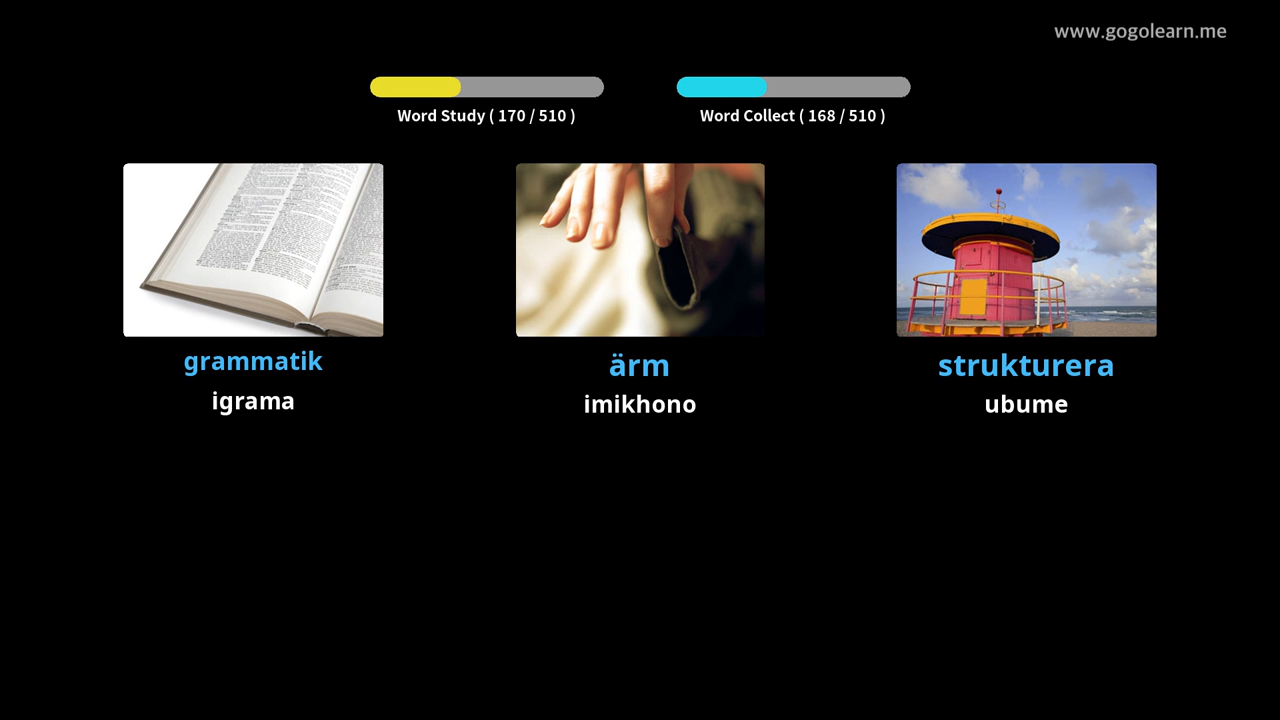 www.gogolearn.me
Word Study ( 170 / 510 )
Word Collect ( 168 / 510 )
grammatik
igrama
ärm
imikhono
strukturera
ubume